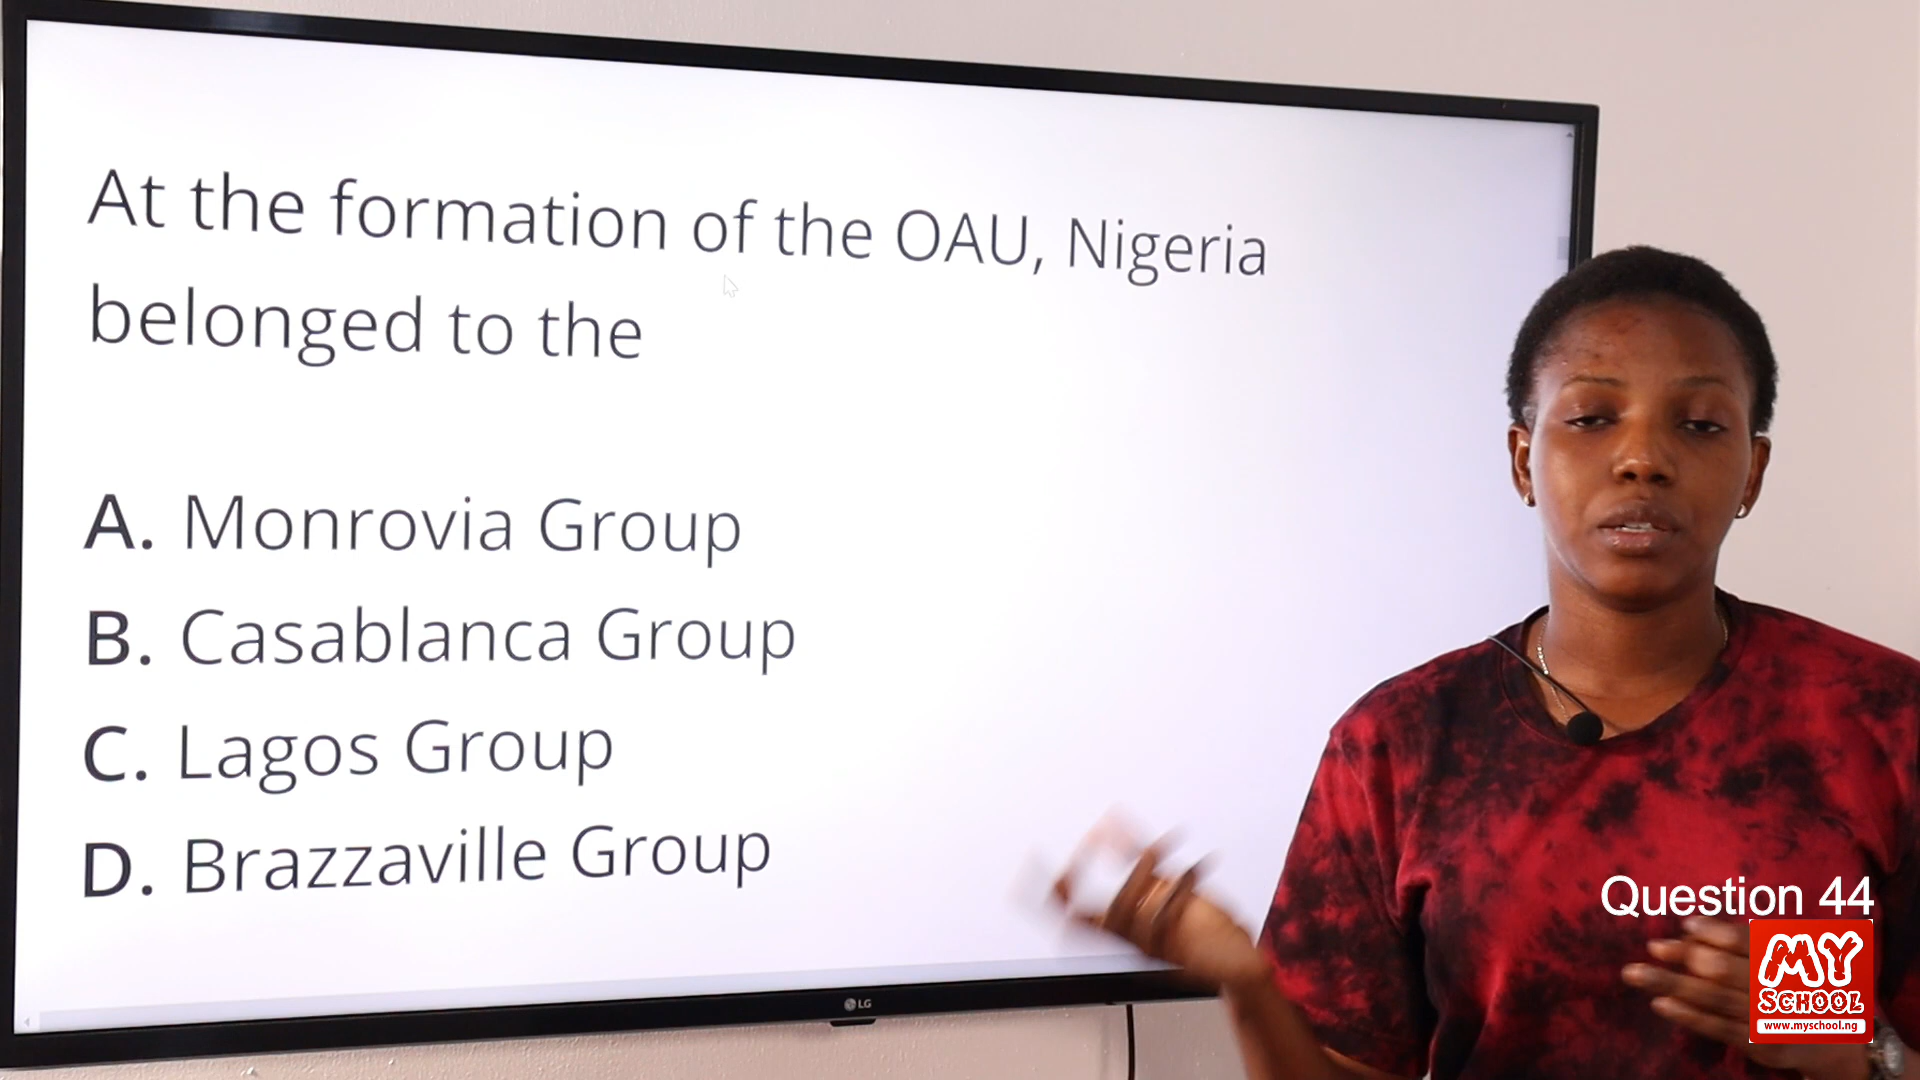 At the formation of the OAU, Nigeria
belonged to the
A. Monrovia Group
B. Casablanca Group
C. Lagos Group
D. Brazzaville Group
LG
Question 44
MY
SCHOOL
www.myschool.ng